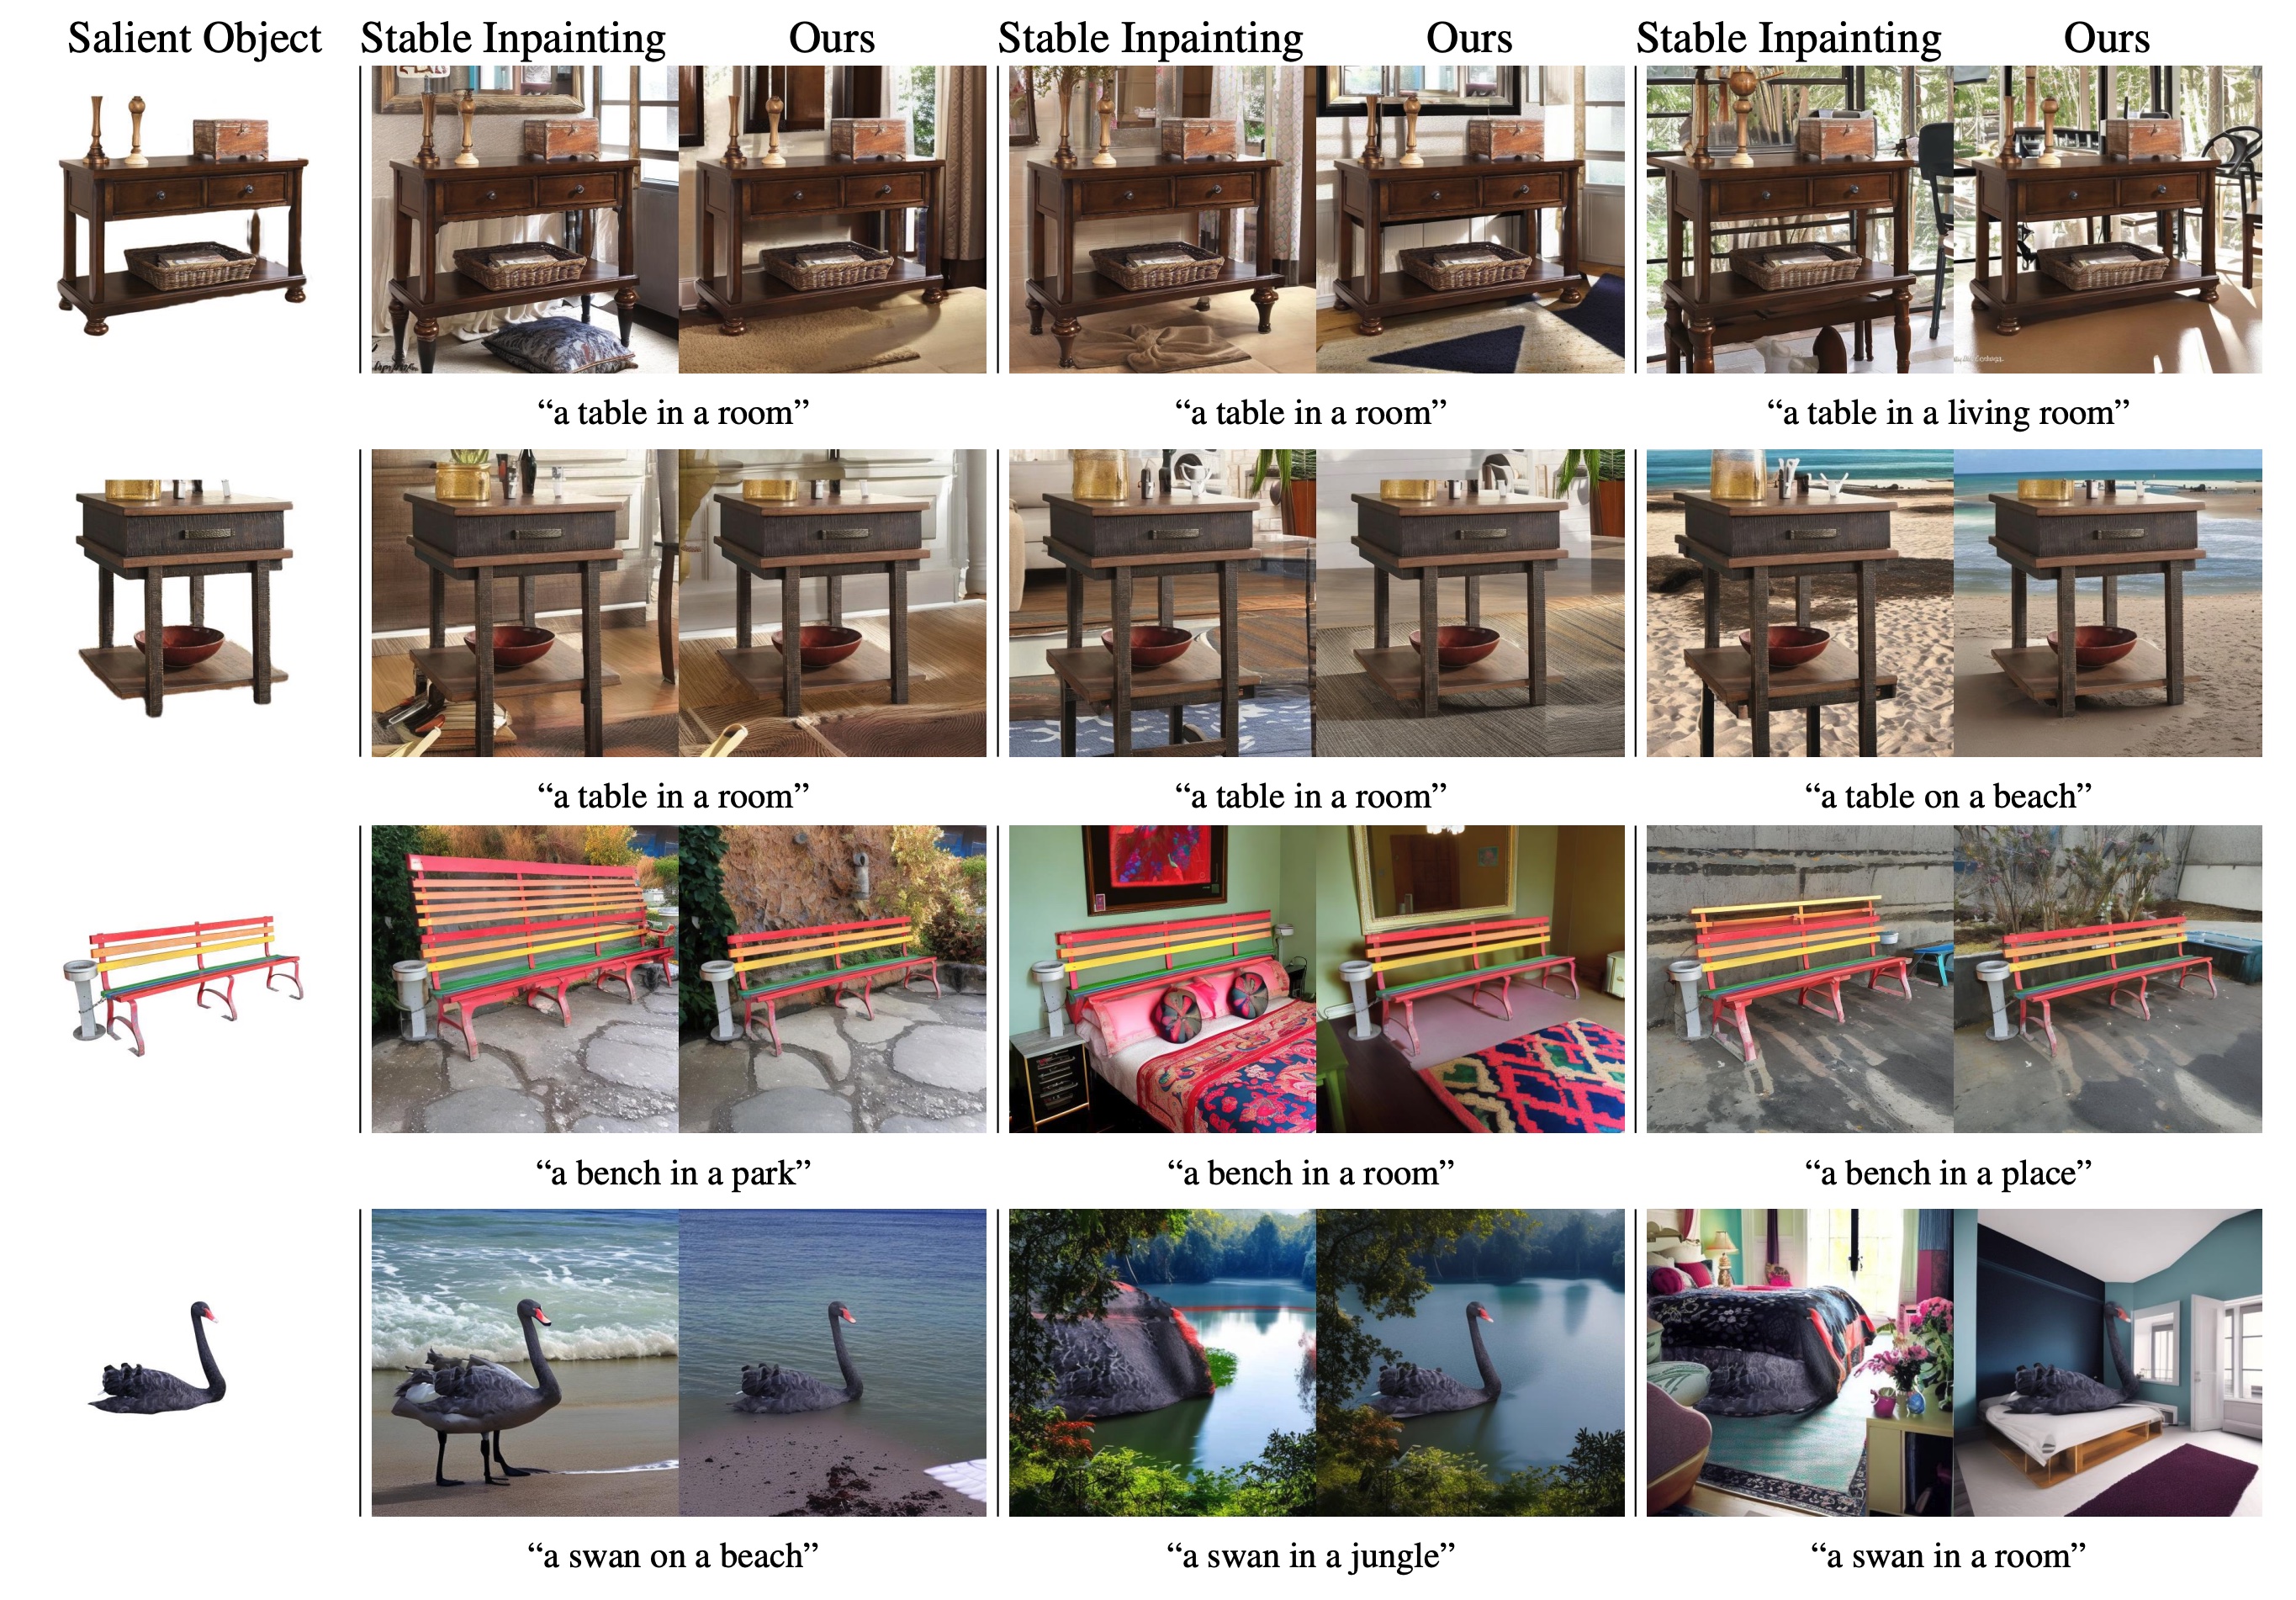 Salient Object Stable Inpainting Ours Stable Inpainting Ours Stable Inpainting Ours
“a table in a room” “a table in a room” “a table in a living room”
“a table in a room” “a table in a room” “a table on a beach”
“a bench in a park” “a bench in a room” “a bench in a place”
“a swan on a beach” “a swan in a jungle” “a swan in a room”